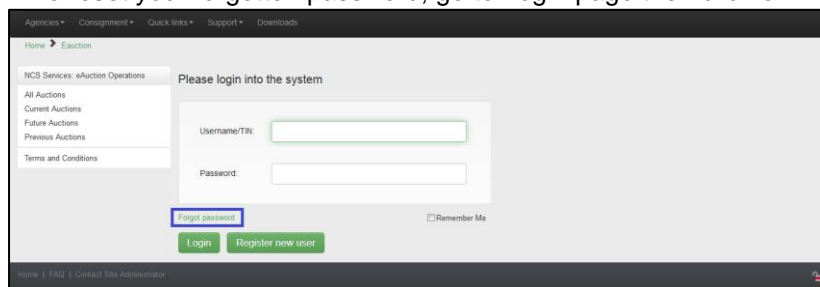 Agencies Consignment Quick links Support Downloads
Home Eauction
NCS Services: eAuction Operations
All Auctions
Current Auctions
Future Auctions
Previous Auctions
Terms and Conditions
Please login into the system
Username/TIN:
Password:
Forgot password
Remember Me
Login Register new user
Home | FAQ | Contact Site Administrator